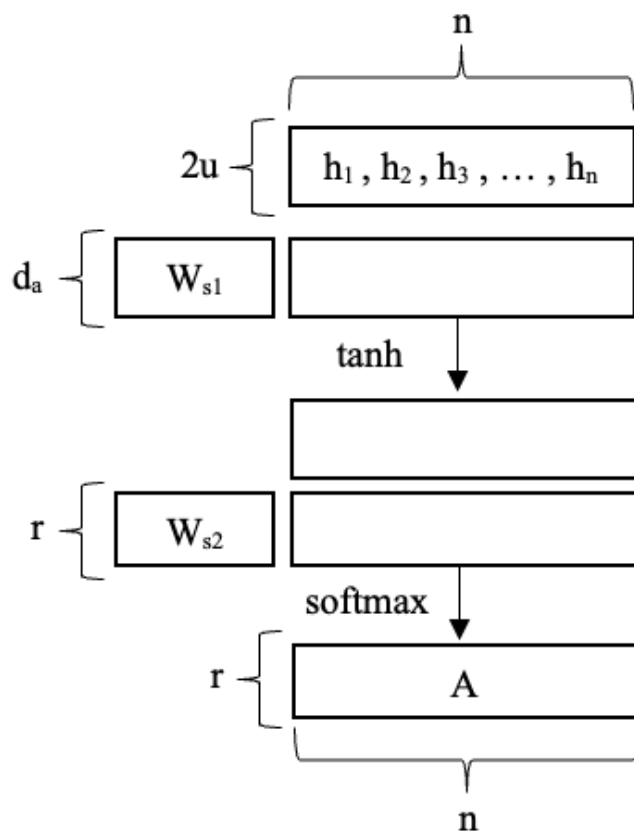 n
2u h₁ , h₂ , h₃ , … , hₙ
dₐ Wₛ₁
tanh
r Wₛ₂
softmax
r A
n